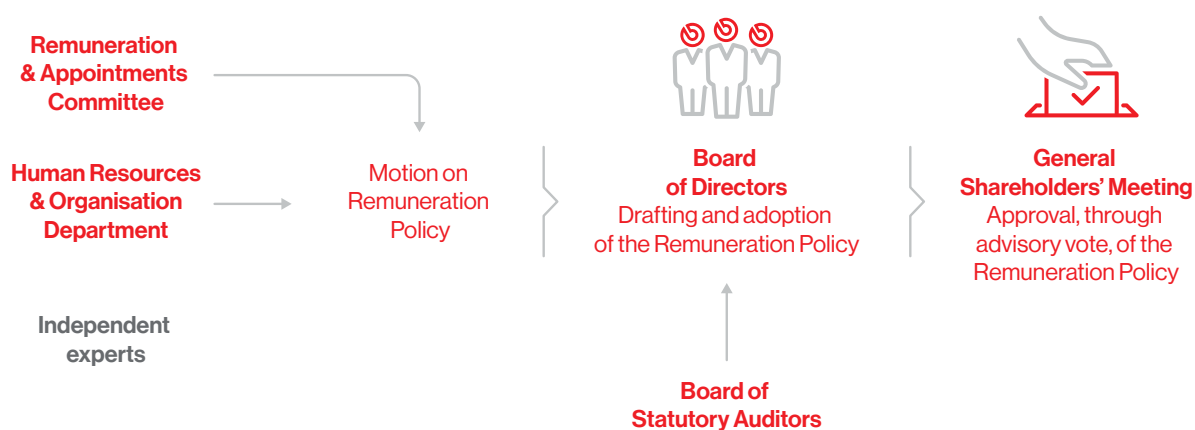 Remuneration
& Appointments
Committee
Human Resources
& Organisation
Department
Independent
experts
Motion on
Remuneration
Policy
Board
of Directors
Drafting and adoption
of the Remuneration Policy
Board of
Statutory Auditors
General
Shareholders’ Meeting
Approval, through
advisory vote, of the
Remuneration Policy